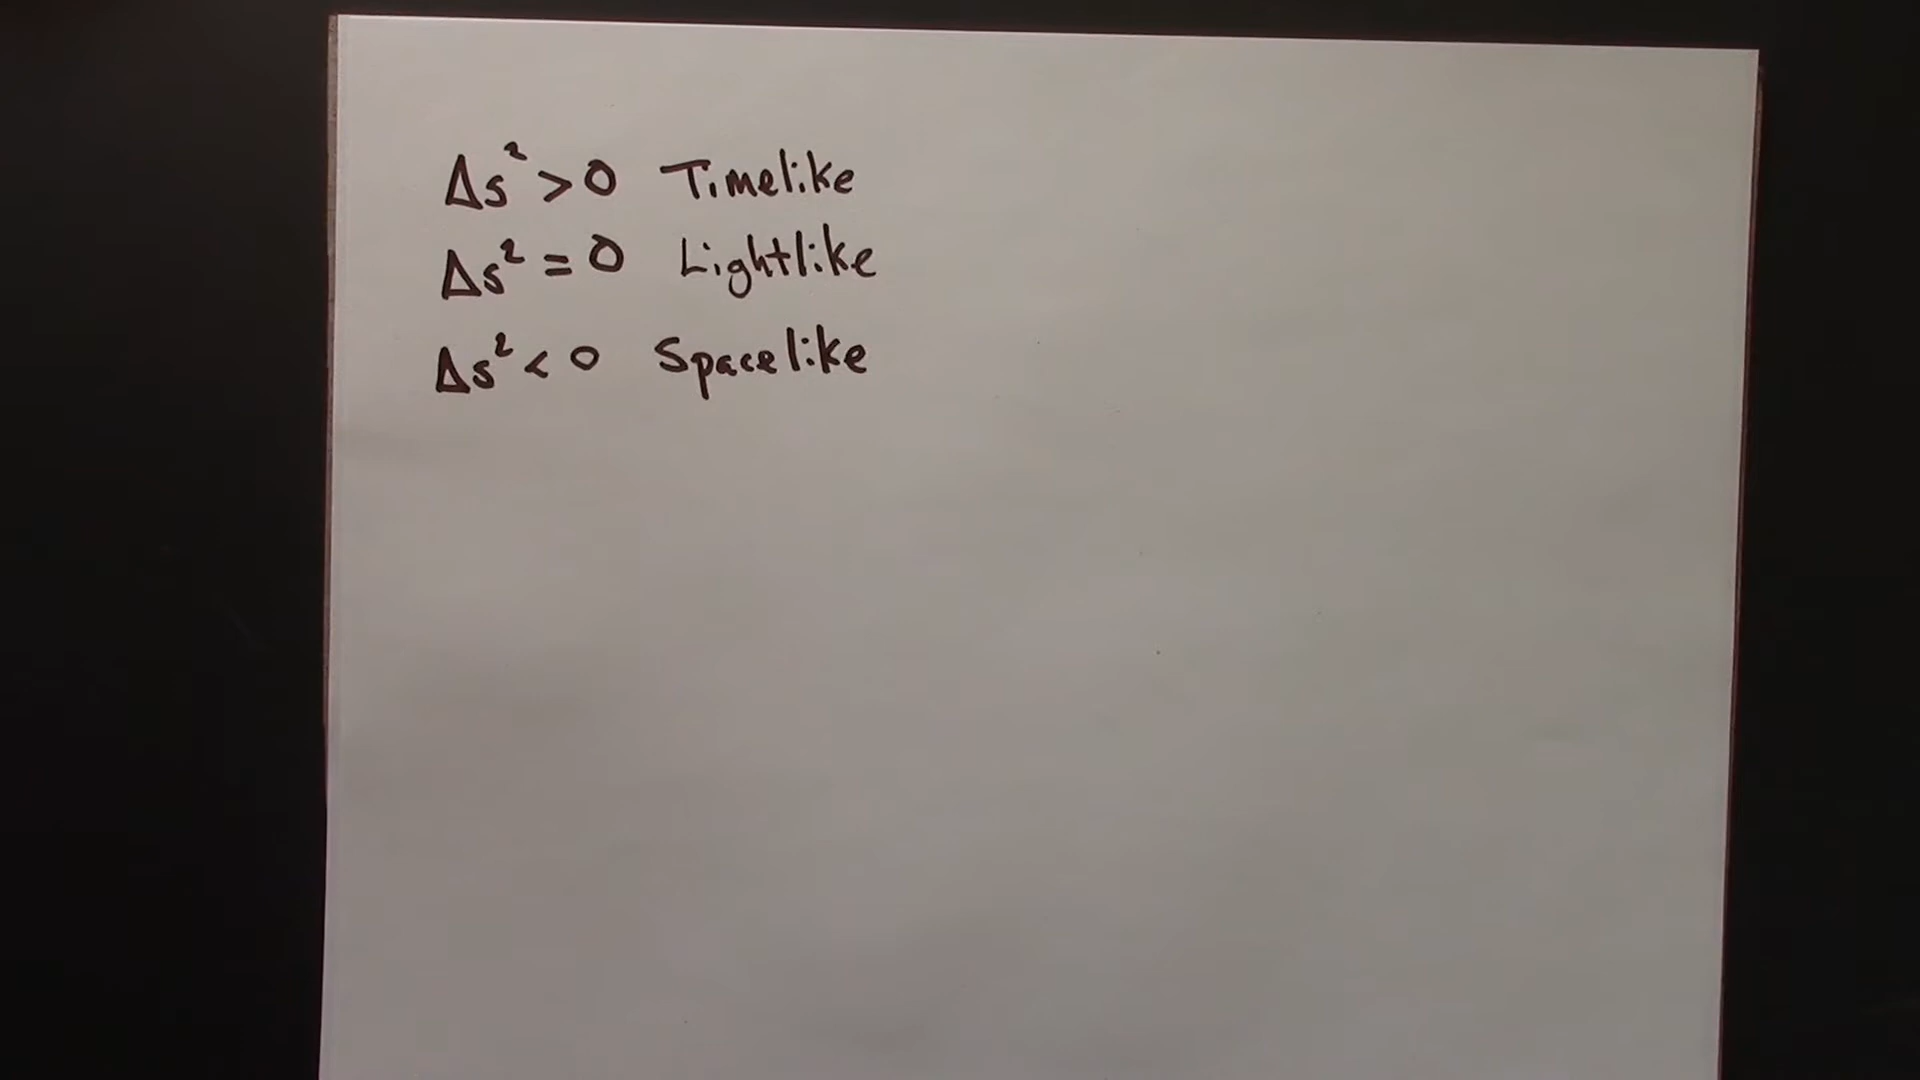 Δs² > 0 Timelike
Δs² = 0 Lightlike
Δs² < 0 Spacelike